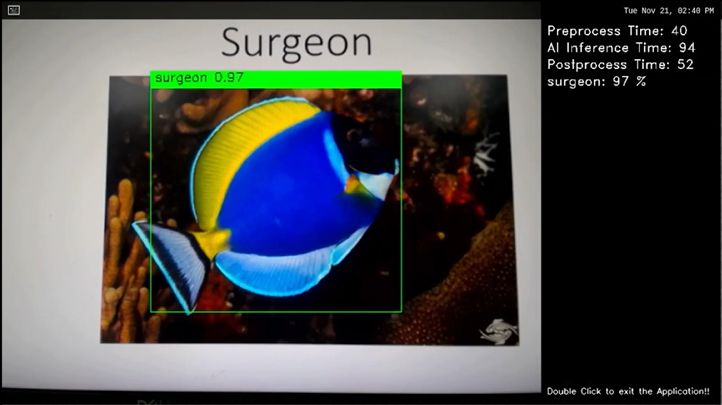 Tue Nov 21, 02:40 PM
Surgeon
surgeon 0.97
Preprocess Time: 40
AI Inference Time: 94
Postprocess Time: 52
surgeon: 97 %
Double Click to exit the Application!!